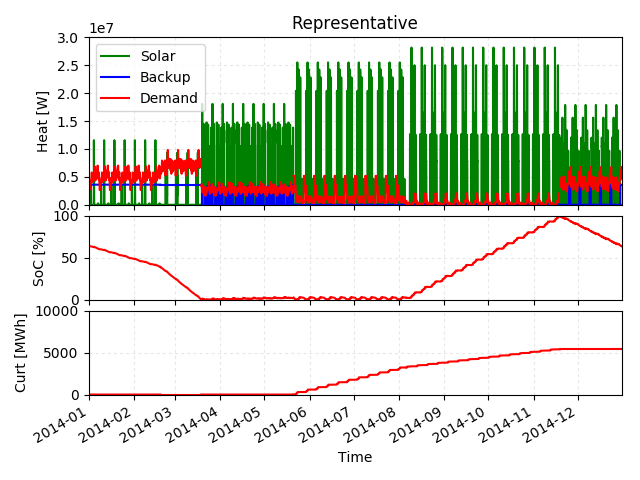 Representative
1e7
3.0
2.5
2.0
1.5
1.0
0.5
0.0
Heat [W]
Solar
Backup
Demand
100
50
0
SoC [%]
10000
5000
0
Curt [MWh]
2014-01
2014-02
2014-03
2014-04
2014-05
2014-06
2014-07
2014-08
2014-09
2014-10
2014-11
2014-12
Time